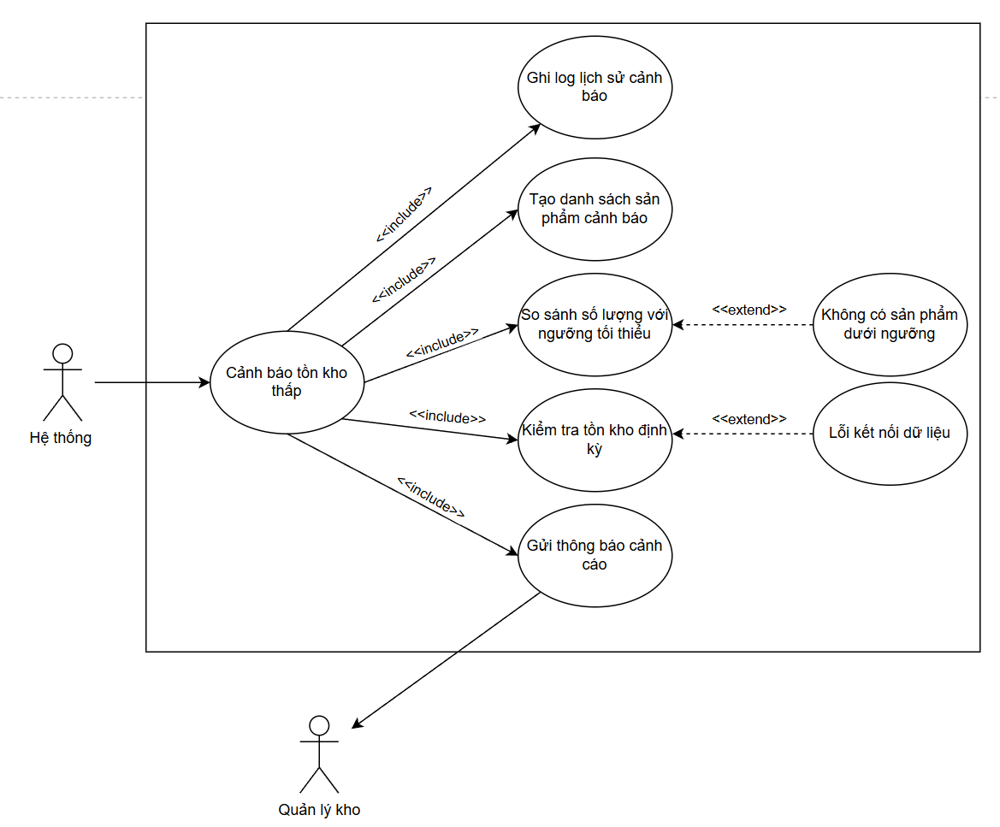 Ghi log lịch sử cảnh
báo
<<include>>
Tạo danh sách sản
phẩm cảnh báo
<<include>>
So sánh số lượng với
ngưỡng tối thiểu
<<extend>>
Không có sản phẩm
dưới ngưỡng
<<include>>
Cảnh báo tồn kho
thấp
Hệ thống
<<include>>
Kiểm tra tồn kho định
kỳ
<<extend>>
Lỗi kết nối dữ liệu
<<include>>
Gửi thông báo cảnh
cáo
Quản lý kho